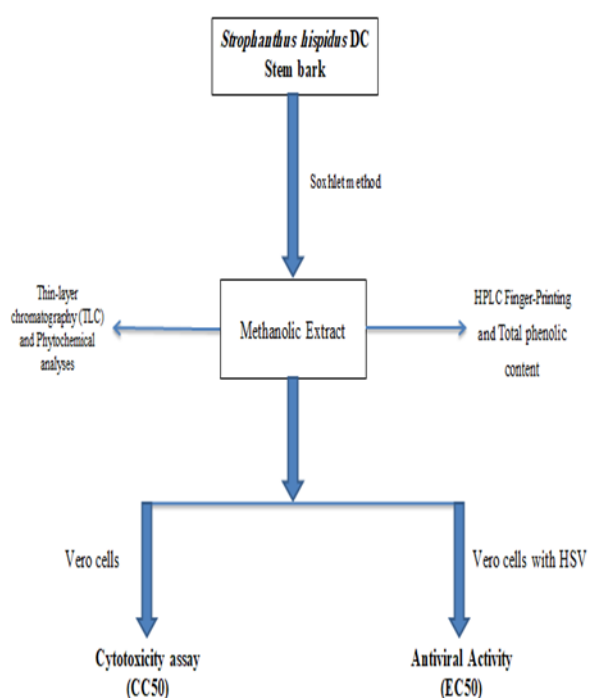 Strophanthus hispidus DC
Stem bark
Soxhlet method
Thin-layer
chromatography (TLC)
and Phytochemical
analyses
Methanolic Extract
HPLC Finger-Printing
and Total phenolic
content
Vero cells
Vero cells with HSV
Cytotoxicity assay
(CC50)
Antiviral Activity
(EC50)